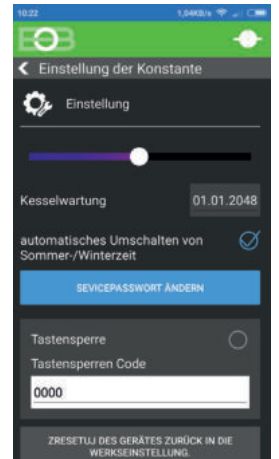 10:22 1,04KB/s
EOB
Einstellung der Konstante
Einstellung
Kesselwartung 01.01.2048
automatisches Umschalten von
Sommer-/Winterzeit
SEVICEPASSWORT ÄNDERN
Tastensperre
Tastensperren Code
0000
ZRESETUJ DES GERÄTES ZURÜCK IN DIE
WERKSEINSTELLUNG.